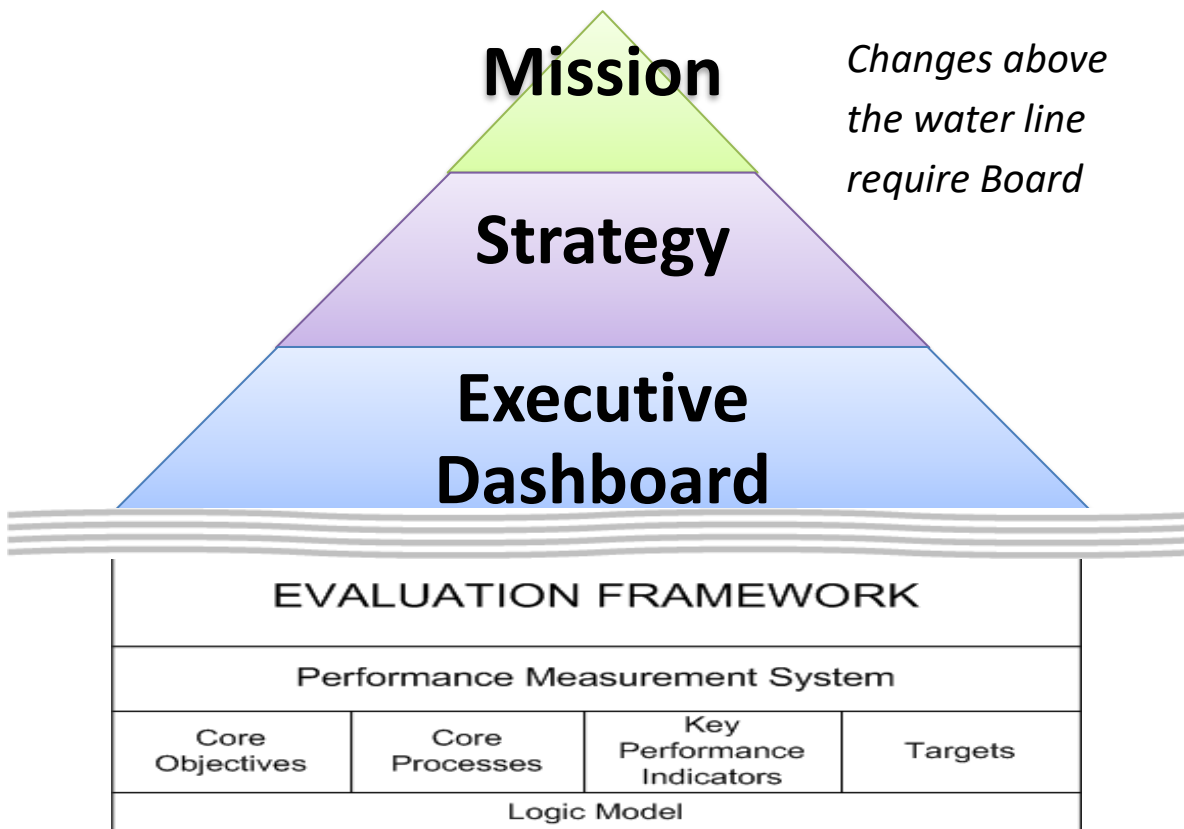 Mission
Changes above
the water line
require Board
Strategy
Executive
Dashboard
EVALUATION FRAMEWORK
Performance Measurement System
Core
Objectives
Core
Processes
Key
Performance
Indicators
Targets
Logic Model